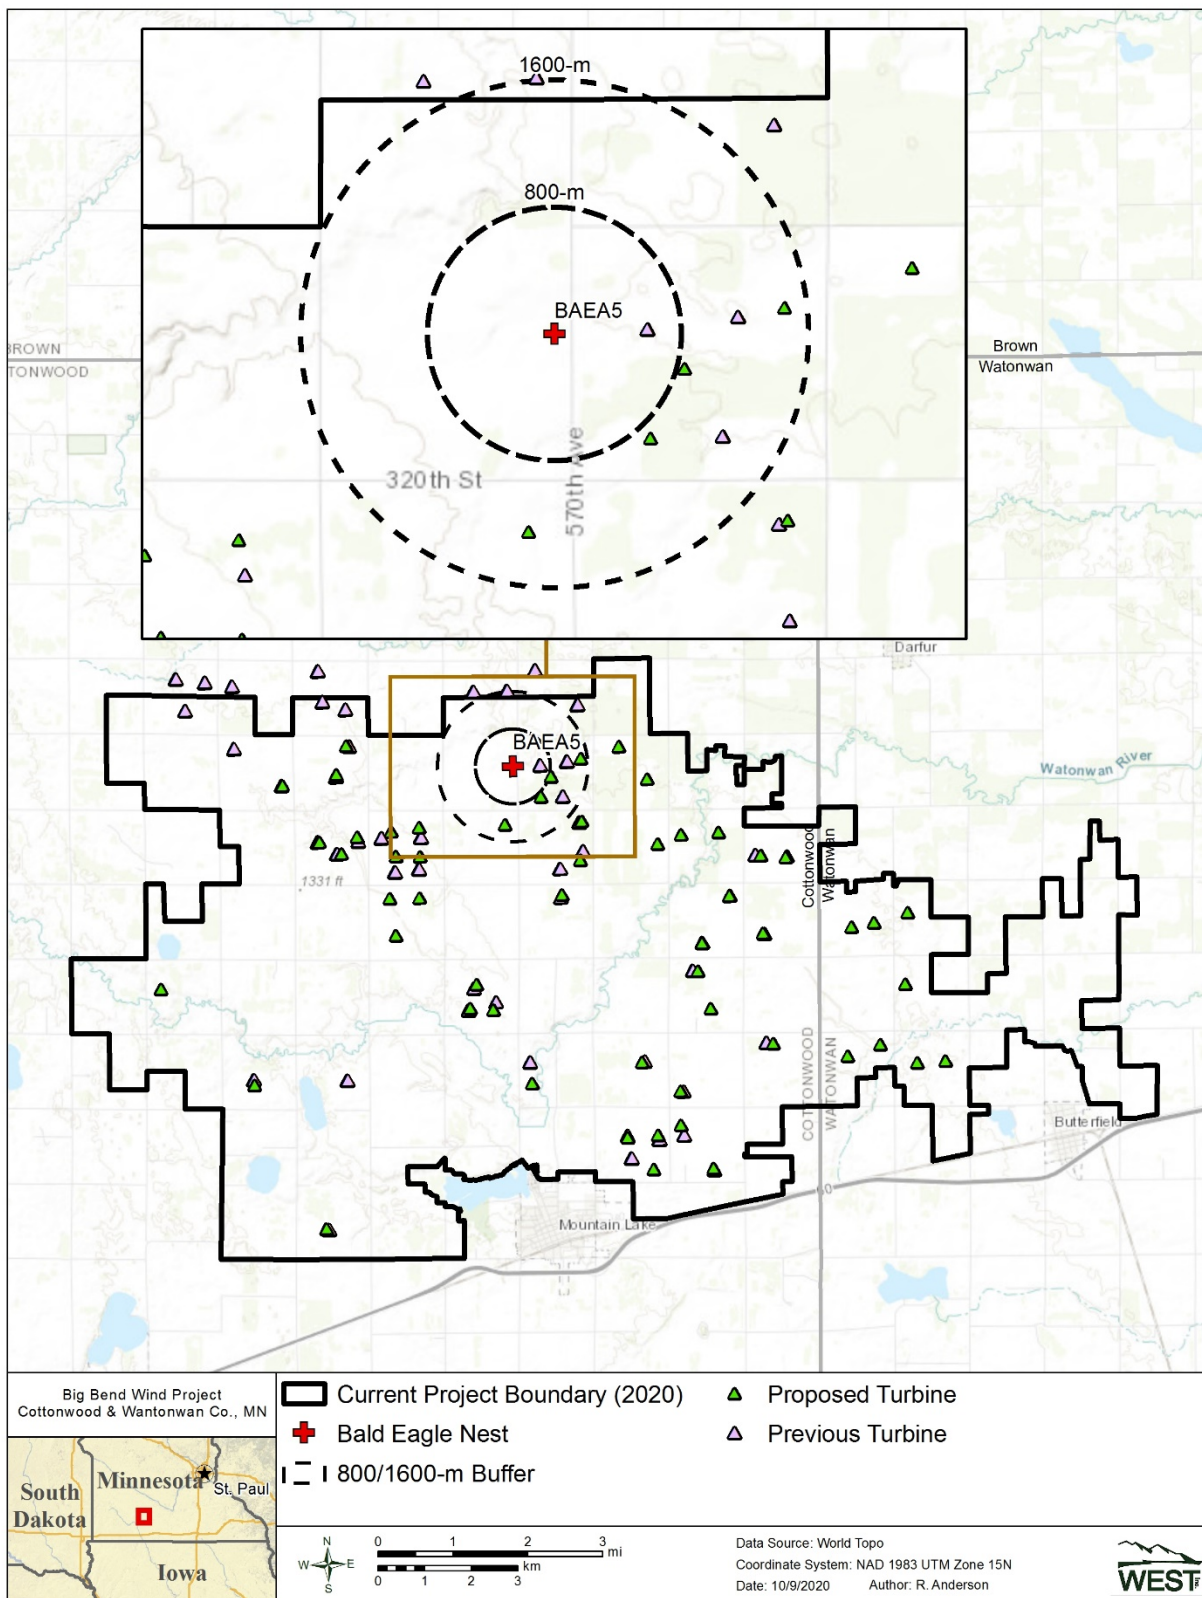 1600-m
800-m
BAEA5
BROWN
TONWOOD
Brown
Watonwan
320th St
570th Ave
Darfur
BAEA5
Watonwan River
Cottonwood
Watonwan
1331 ft
COTTONWOOD
WATONWAN
Butterfield
60
Mountain Lake
Big Bend Wind Project
Cottonwood & Wantonwan Co., MN
Current Project Boundary (2020)
Proposed Turbine
Bald Eagle Nest
Previous Turbine
800/1600-m Buffer
Minnesota
St. Paul
South
Dakota
Iowa
N
W E
S
0 1 2 3
mi
km
0 1 2 3
Data Source: World Topo
Coordinate System: NAD 1983 UTM Zone 15N
Date: 10/9/2020 Author: R. Anderson
WEST